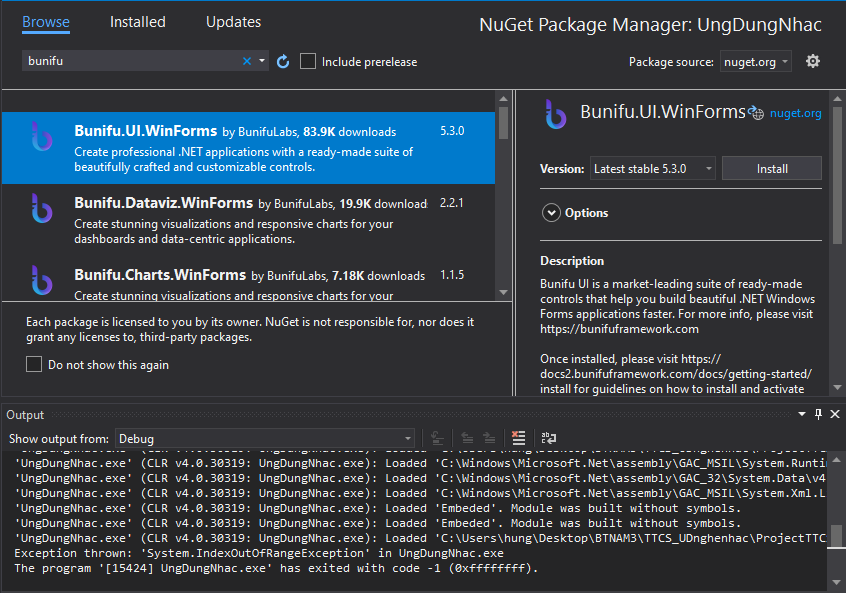 Browse Installed Updates
NuGet Package Manager: UngDungNhac
bunifu
Include prerelease
Package source: nuget.org
Bunifu.UI.WinForms by BunifuLabs, 83.9K downloads 5.3.0
Create professional .NET applications with a ready-made suite of
beautifully crafted and customizable controls.
Bunifu.Dataviz.WinForms by BunifuLabs, 19.9K download 2.2.1
Create stunning visualizations and responsive charts for your
dashboards and data-centric applications.
Bunifu.Charts.WinForms by BunifuLabs, 7.18K downloads 1.1.5
Create stunning visualizations and responsive charts for your
Each package is licensed to you by its owner. NuGet is not responsible for, nor does it
grant any licenses to, third-party packages.
Do not show this again
Bunifu.UI.WinForms nuget.org
Version: Latest stable 5.3.0 Install
Options
Description
Bunifu UI is a market-leading suite of ready-made
controls that help you build beautiful .NET Windows
Forms applications faster. For more info, please visit
https://bunifuframework.com
Once installed, please visit https://
docs2.bunifuframework.com/docs/getting-started/
install for guidelines on how to install and activate
Output
Show output from: Debug
'UngDungNhac.exe' (CLR v4.0.30319: UngDungNhac.exe): Loaded 'C:\Windows\Microsoft.Net\assembly\GAC_MSIL\System.Runtim
'UngDungNhac.exe' (CLR v4.0.30319: UngDungNhac.exe): Loaded 'C:\Windows\Microsoft.Net\assembly\GAC_32\System.Data\v4
'UngDungNhac.exe' (CLR v4.0.30319: UngDungNhac.exe): Loaded 'C:\Windows\Microsoft.Net\assembly\GAC_MSIL\System.Xml.L
'UngDungNhac.exe' (CLR v4.0.30319: UngDungNhac.exe): Loaded 'Embeded'. Module was built without symbols.
'UngDungNhac.exe' (CLR v4.0.30319: UngDungNhac.exe): Loaded 'Embeded'. Module was built without symbols.
'UngDungNhac.exe' (CLR v4.0.30319: UngDungNhac.exe): Loaded 'C:\Users\hung\Desktop\BTNAM3\TTCS_UDnghenhac\ProjectTTC
Exception thrown: 'System.IndexOutOfRangeException' in UngDungNhac.exe
The program '[15424] UngDungNhac.exe' has exited with code -1 (0xffffffff).